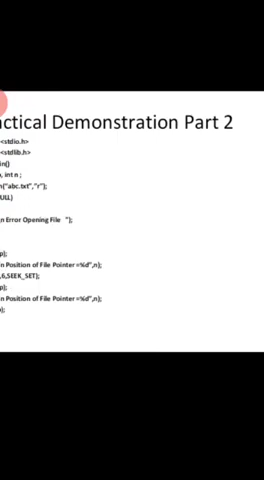 actical Demonstration Part 2
<stdio.h>
<stdlib.h>
in()
, int n ;
n("abc.txt","r");
ULL)
n Error Opening File   ");
p);
n Position of File Pointer =%d",n);
,6,SEEK_SET);
p);
n Position of File Pointer =%d",n);
);